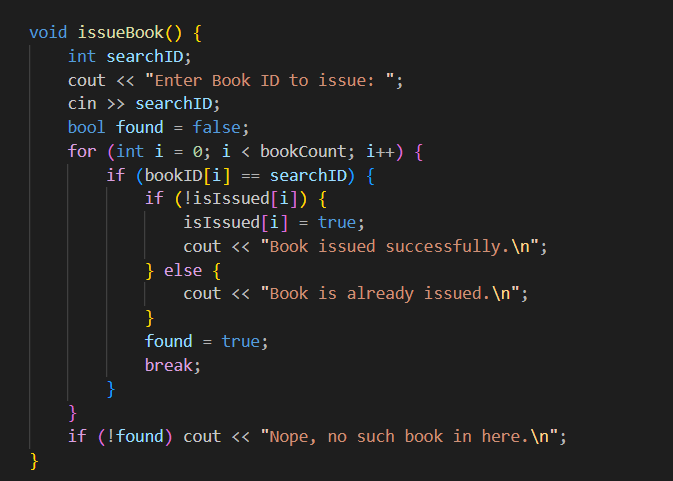 void issueBook() {
    int searchID;
    cout << "Enter Book ID to issue: ";
    cin >> searchID;
    bool found = false;
    for (int i = 0; i < bookCount; i++) {
        if (bookID[i] == searchID) {
            if (!isIssued[i]) {
                isIssued[i] = true;
                cout << "Book issued successfully.\n";
            } else {
                cout << "Book is already issued.\n";
            }
            found = true;
            break;
        }
    }
    if (!found) cout << "Nope, no such book in here.\n";
}